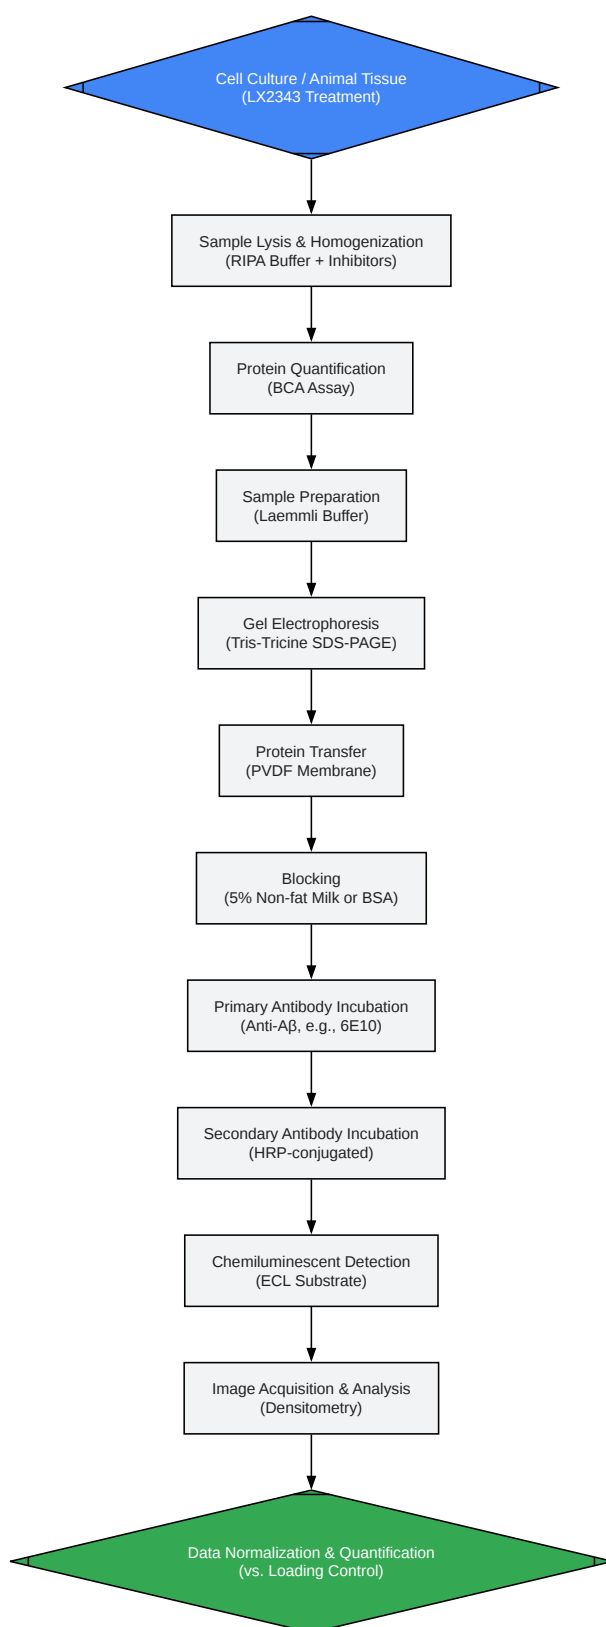 Cell Culture / Animal Tissue
(LX2343 Treatment)
Sample Lysis & Homogenization
(RIPA Buffer + Inhibitors)
Protein Quantification
(BCA Assay)
Sample Preparation
(Laemmli Buffer)
Gel Electrophoresis
(Tris-Tricine SDS-PAGE)
Protein Transfer
(PVDF Membrane)
Blocking
(5% Non-fat Milk or BSA)
Primary Antibody Incubation
(Anti-Aβ, e.g., 6E10)
Secondary Antibody Incubation
(HRP-conjugated)
Chemiluminescent Detection
(ECL Substrate)
Image Acquisition & Analysis
(Densitometry)
Data Normalization & Quantification
(vs. Loading Control)